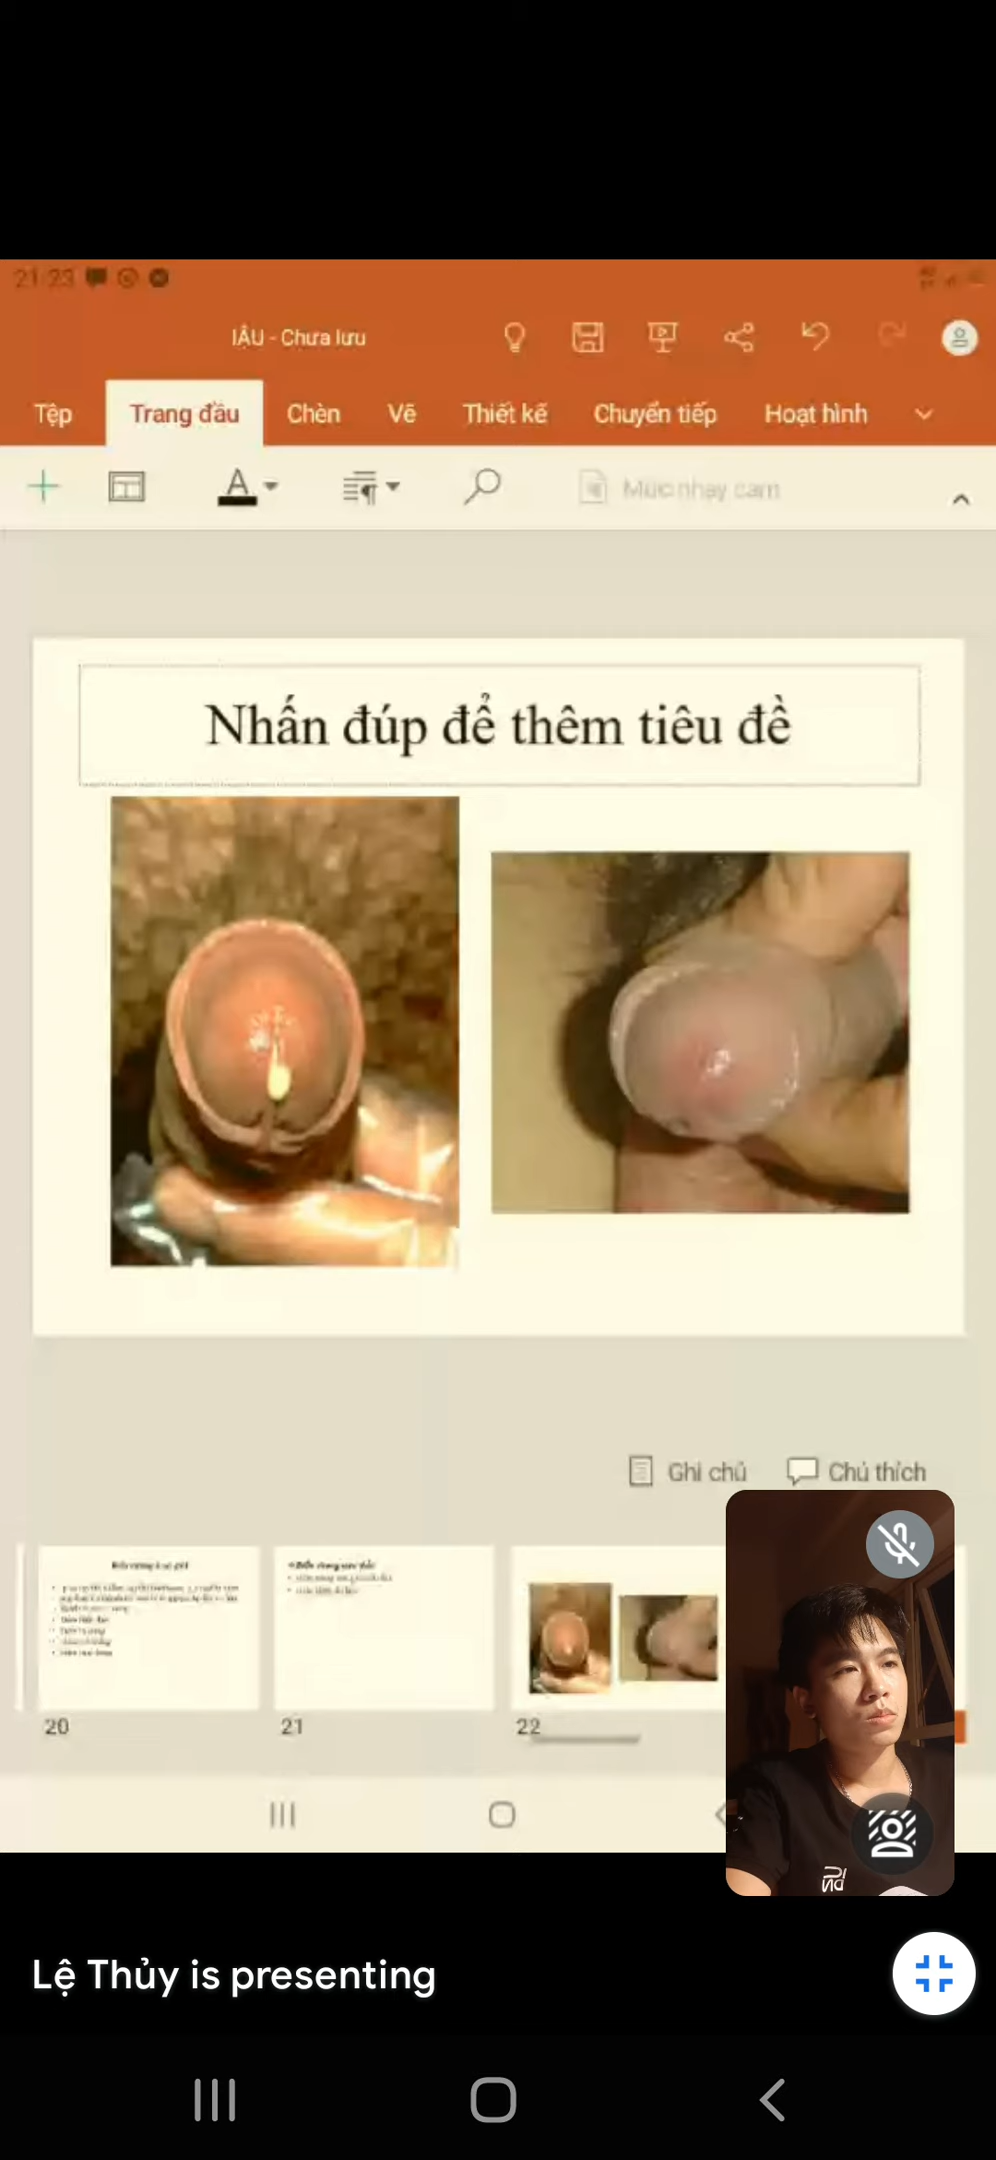 21:23
lẬU - Chưa lưu
Tệp Trang đầu Chèn Vẽ Thiết kế Chuyển tiếp Hoạt hình
A Mức nhạy cảm
Nhấn đúp để thêm tiêu đề
Ghi chú Chú thích
20 21 22
Lệ Thủy is presenting